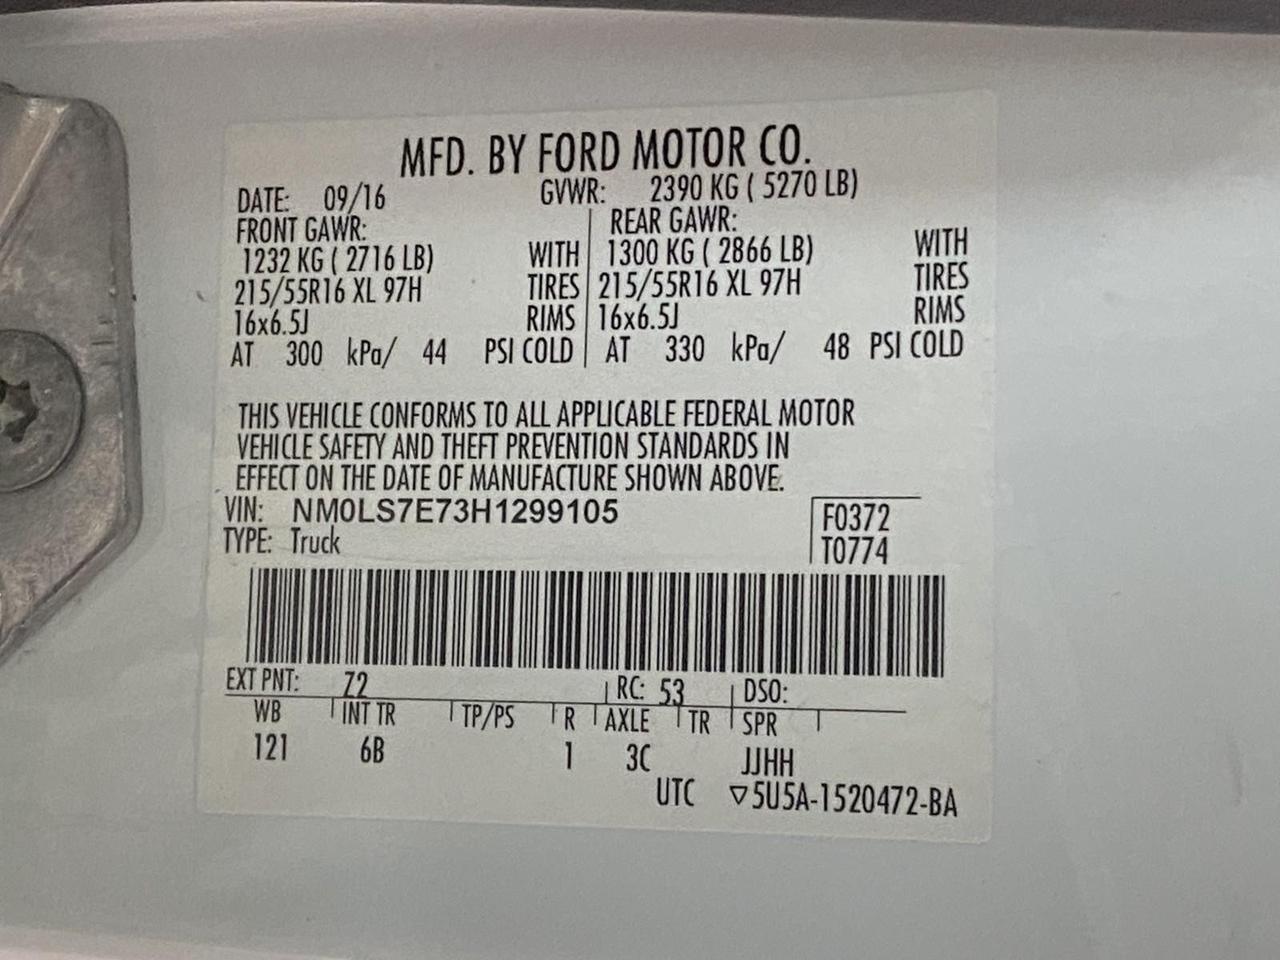 MFD. BY FORD MOTOR CO.
DATE: 09/16 GVWR: 2390 KG ( 5270 LB)
FRONT GAWR: REAR GAWR:
1232 KG ( 2716 LB) WITH 1300 KG ( 2866 LB) WITH
215/55R16 XL 97H TIRES 215/55R16 XL 97H TIRES
16x6.5J RIMS 16x6.5J RIMS
AT 300 kPa/ 44 PSI COLD AT 330 kPa/ 48 PSI COLD
THIS VEHICLE CONFORMS TO ALL APPLICABLE FEDERAL MOTOR
VEHICLE SAFETY AND THEFT PREVENTION STANDARDS IN
EFFECT ON THE DATE OF MANUFACTURE SHOWN ABOVE.
VIN: NM0LS7E73H1299105 F0372
TYPE: Truck T0774
EXT PNT: Z2 RC: 53 DSO:
WB INT TR TP/PS R AXLE TR SPR
121 6B 1 3C JJHH
UTC ▽5U5A-1520472-BA